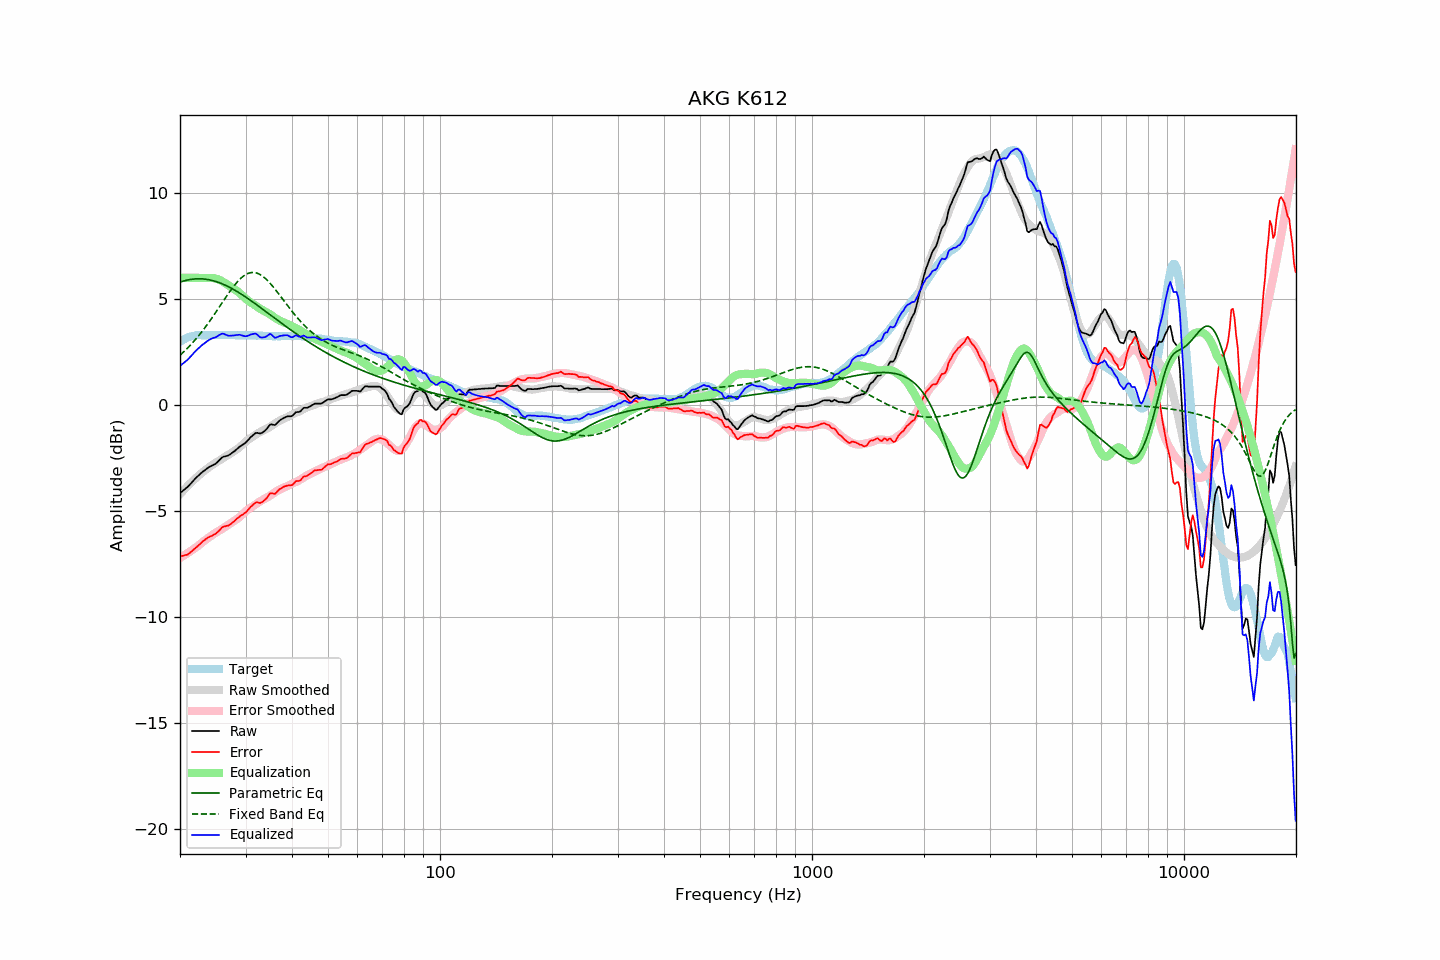 AKG K612
Amplitude (dBr)
10
5
0
−5
−10
−15
−20
Target
Raw Smoothed
Error Smoothed
Raw
Error
Equalization
Parametric Eq
Fixed Band Eq
Equalized
100
1000
10000
Frequency (Hz)